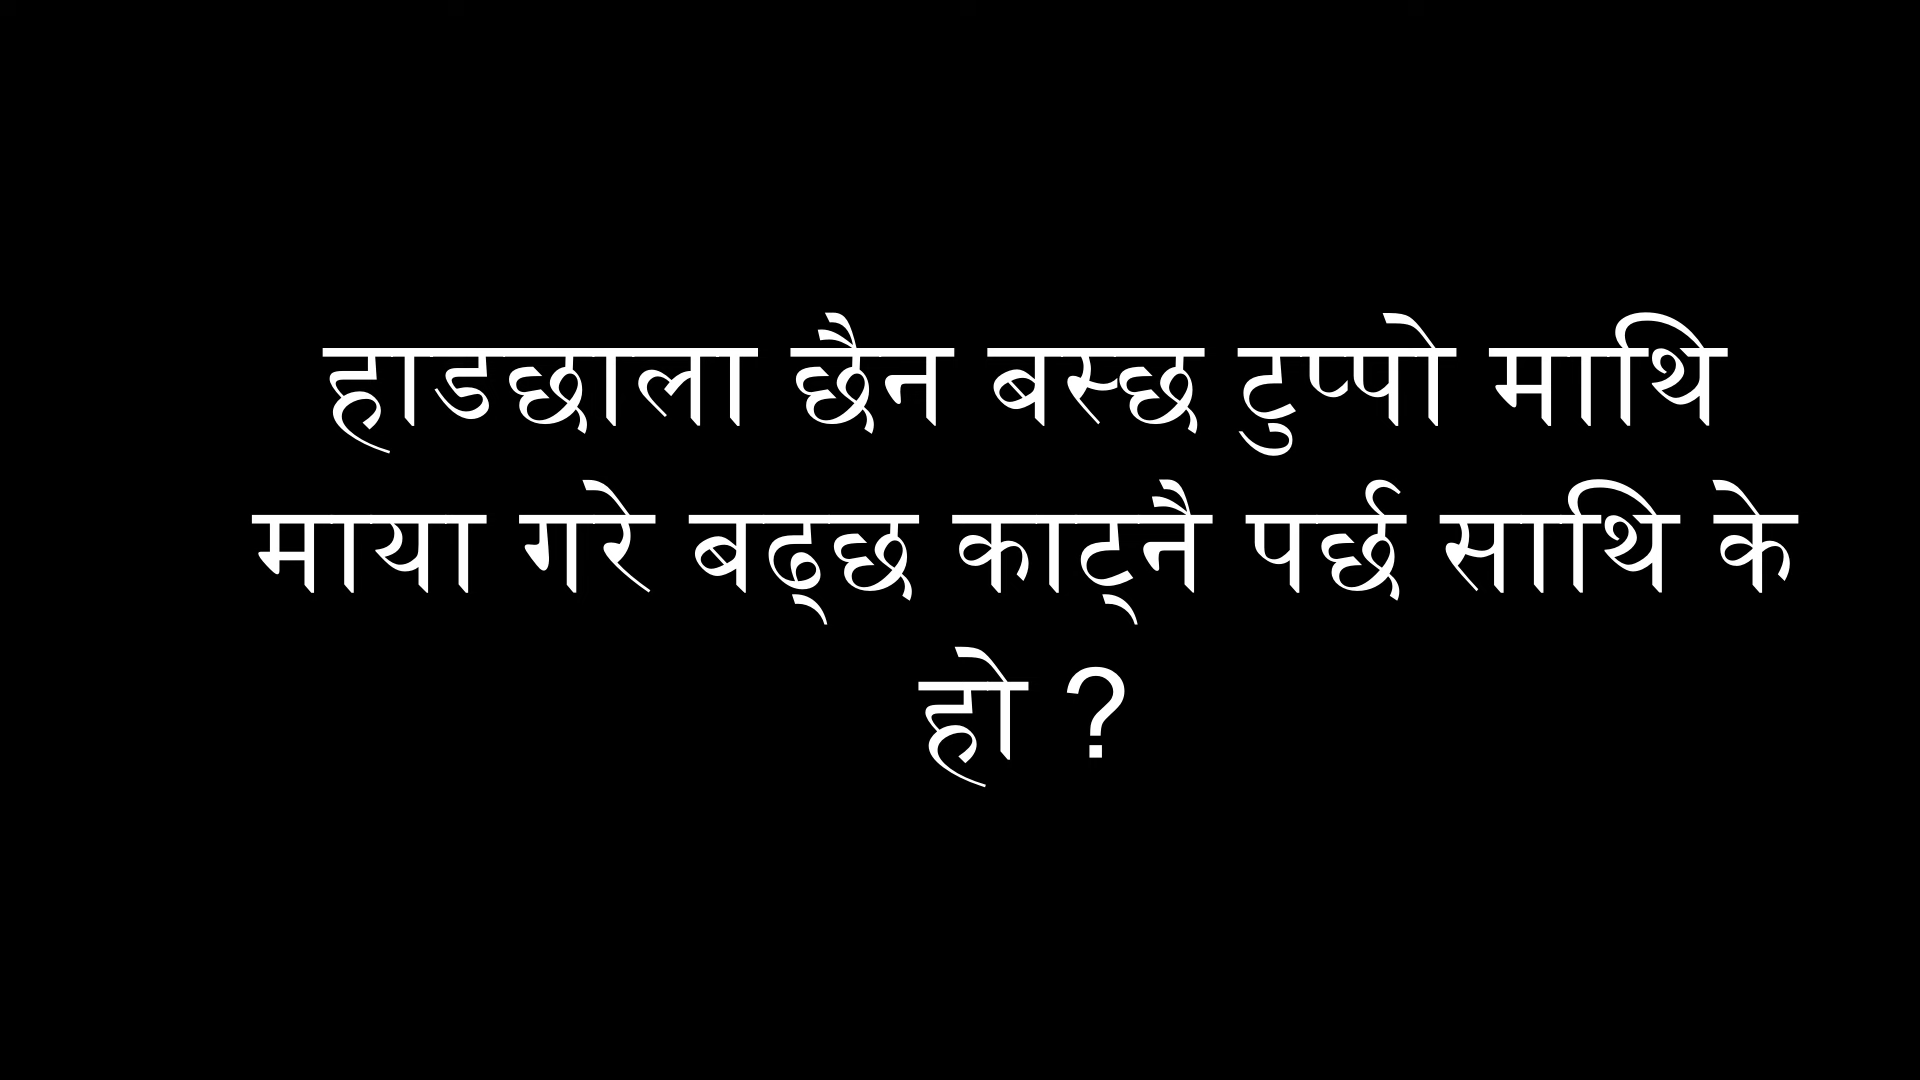 हाडछाला छैन बस्छ टुप्पो माथि
माया गरे बढ्छ काट्नै पर्छ साथि के
हो ?